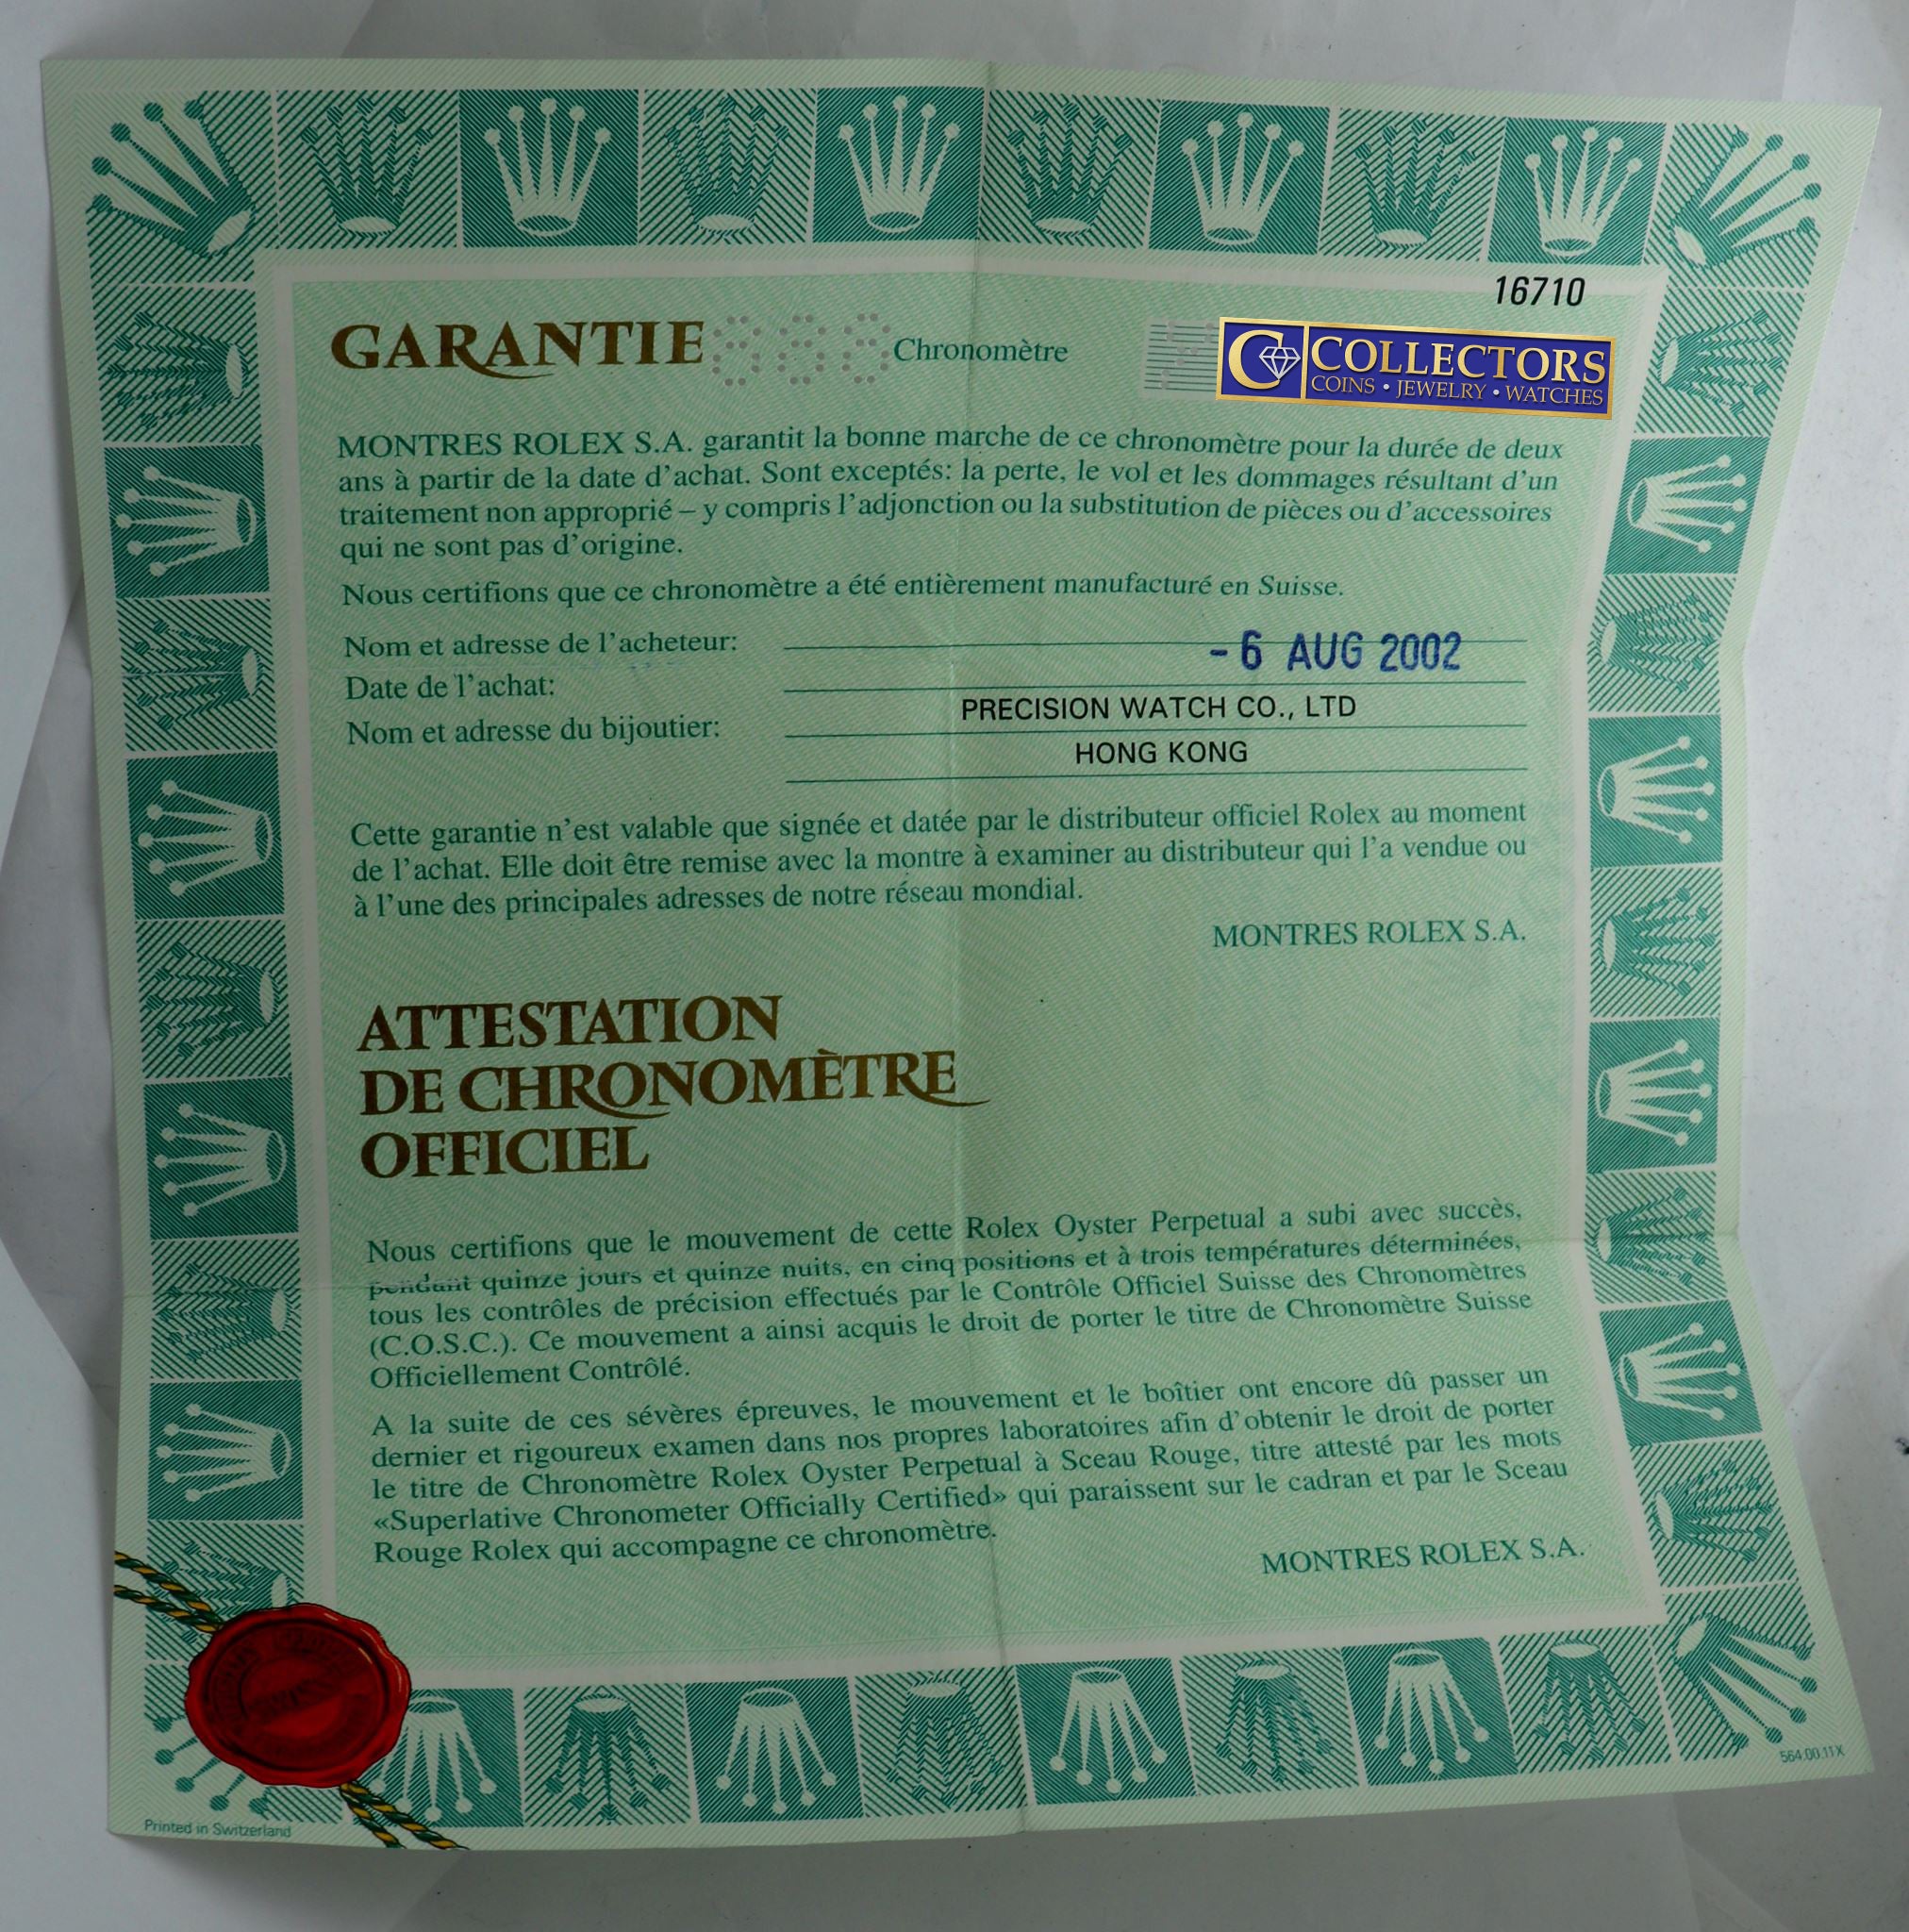 16710
GARANTIE
Chronomètre
COLLECTORS
COINS • JEWELRY • WATCHES
MONTRES ROLEX S.A. garantit la bonne marche de ce chronomètre pour la durée de deux
ans à partir de la date d'achat. Sont exceptés: la perte, le vol et les dommages résultant d'un
traitement non approprié – y compris l'adjonction ou la substitution de pièces ou d'accessoires
qui ne sont pas d'origine.
Nous certifions que ce chronomètre a été entièrement manufacturé en Suisse.
Nom et adresse de l'acheteur:
- 6 AUG 2002
Date de l'achat:
PRECISION WATCH CO., LTD
Nom et adresse du bijoutier:
HONG KONG
Cette garantie n'est valable que signée et datée par le distributeur officiel Rolex au moment
de l'achat. Elle doit être remise avec la montre à examiner au distributeur qui l'a vendue ou
à l'une des principales adresses de notre réseau mondial.
MONTRES ROLEX S.A.
ATTESTATION
DE CHRONOMÈTRE
OFFICIEL
Nous certifions que le mouvement de cette Rolex Oyster Perpetual a subi avec succès,
pendant quinze jours et quinze nuits, en cinq positions et à trois températures déterminées,
tous les contrôles de précision effectués par le Contrôle Officiel Suisse des Chronomètres
(C.O.S.C.). Ce mouvement a ainsi acquis le droit de porter le titre de Chronomètre Suisse
Officiellement Contrôlé.
A la suite de ces sévères épreuves, le mouvement et le boîtier ont encore dû passer un
dernier et rigoureux examen dans nos propres laboratoires afin d'obtenir le droit de porter
le titre de Chronomètre Rolex Oyster Perpetual à Sceau Rouge, titre attesté par les mots
«Superlative Chronometer Officially Certified» qui paraissent sur le cadran et par le Sceau
Rouge Rolex qui accompagne ce chronomètre.
MONTRES ROLEX S.A.
564.00.11X
Printed in Switzerland